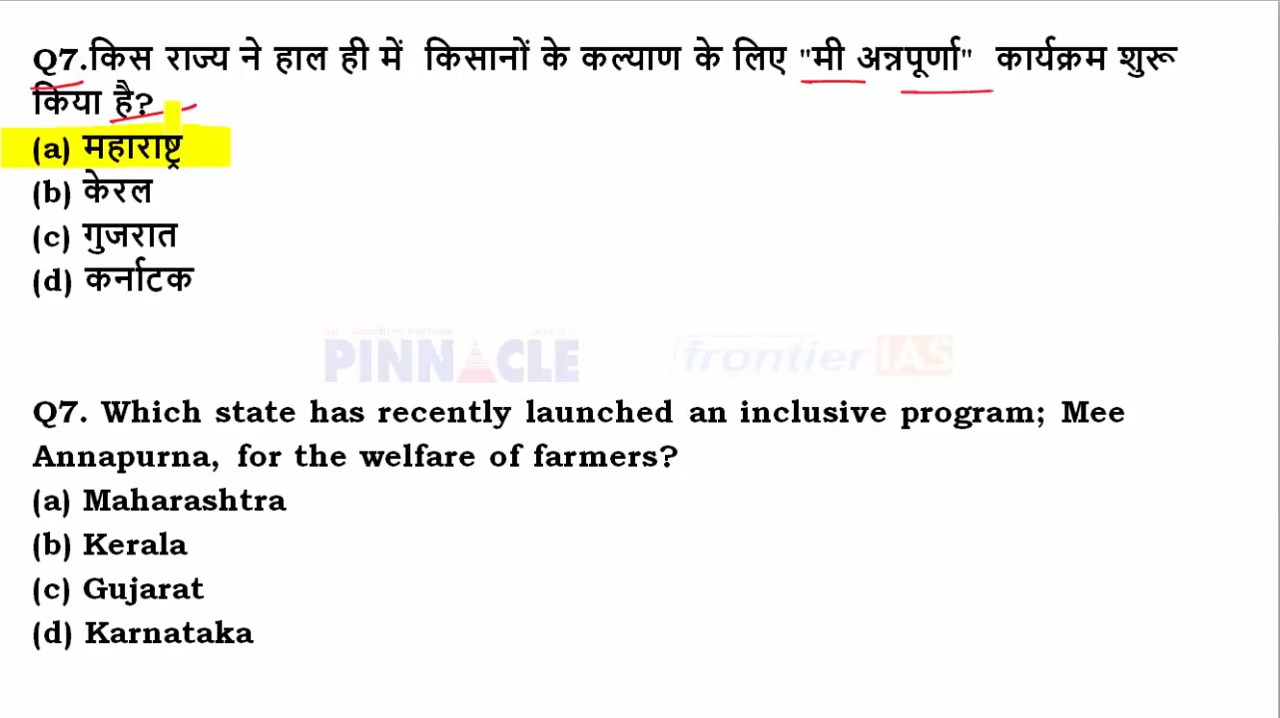 Q7.किस राज्य ने हाल ही में किसानों के कल्याण के लिए "मी अन्नपूर्णा" कार्यक्रम शुरू
किया है?
(a) महाराष्ट्र
(b) केरल
(c) गुजरात
(d) कर्नाटक
PINNACLE frontier IAS
Q7. Which state has recently launched an inclusive program; Mee
Annapurna, for the welfare of farmers?
(a) Maharashtra
(b) Kerala
(c) Gujarat
(d) Karnataka